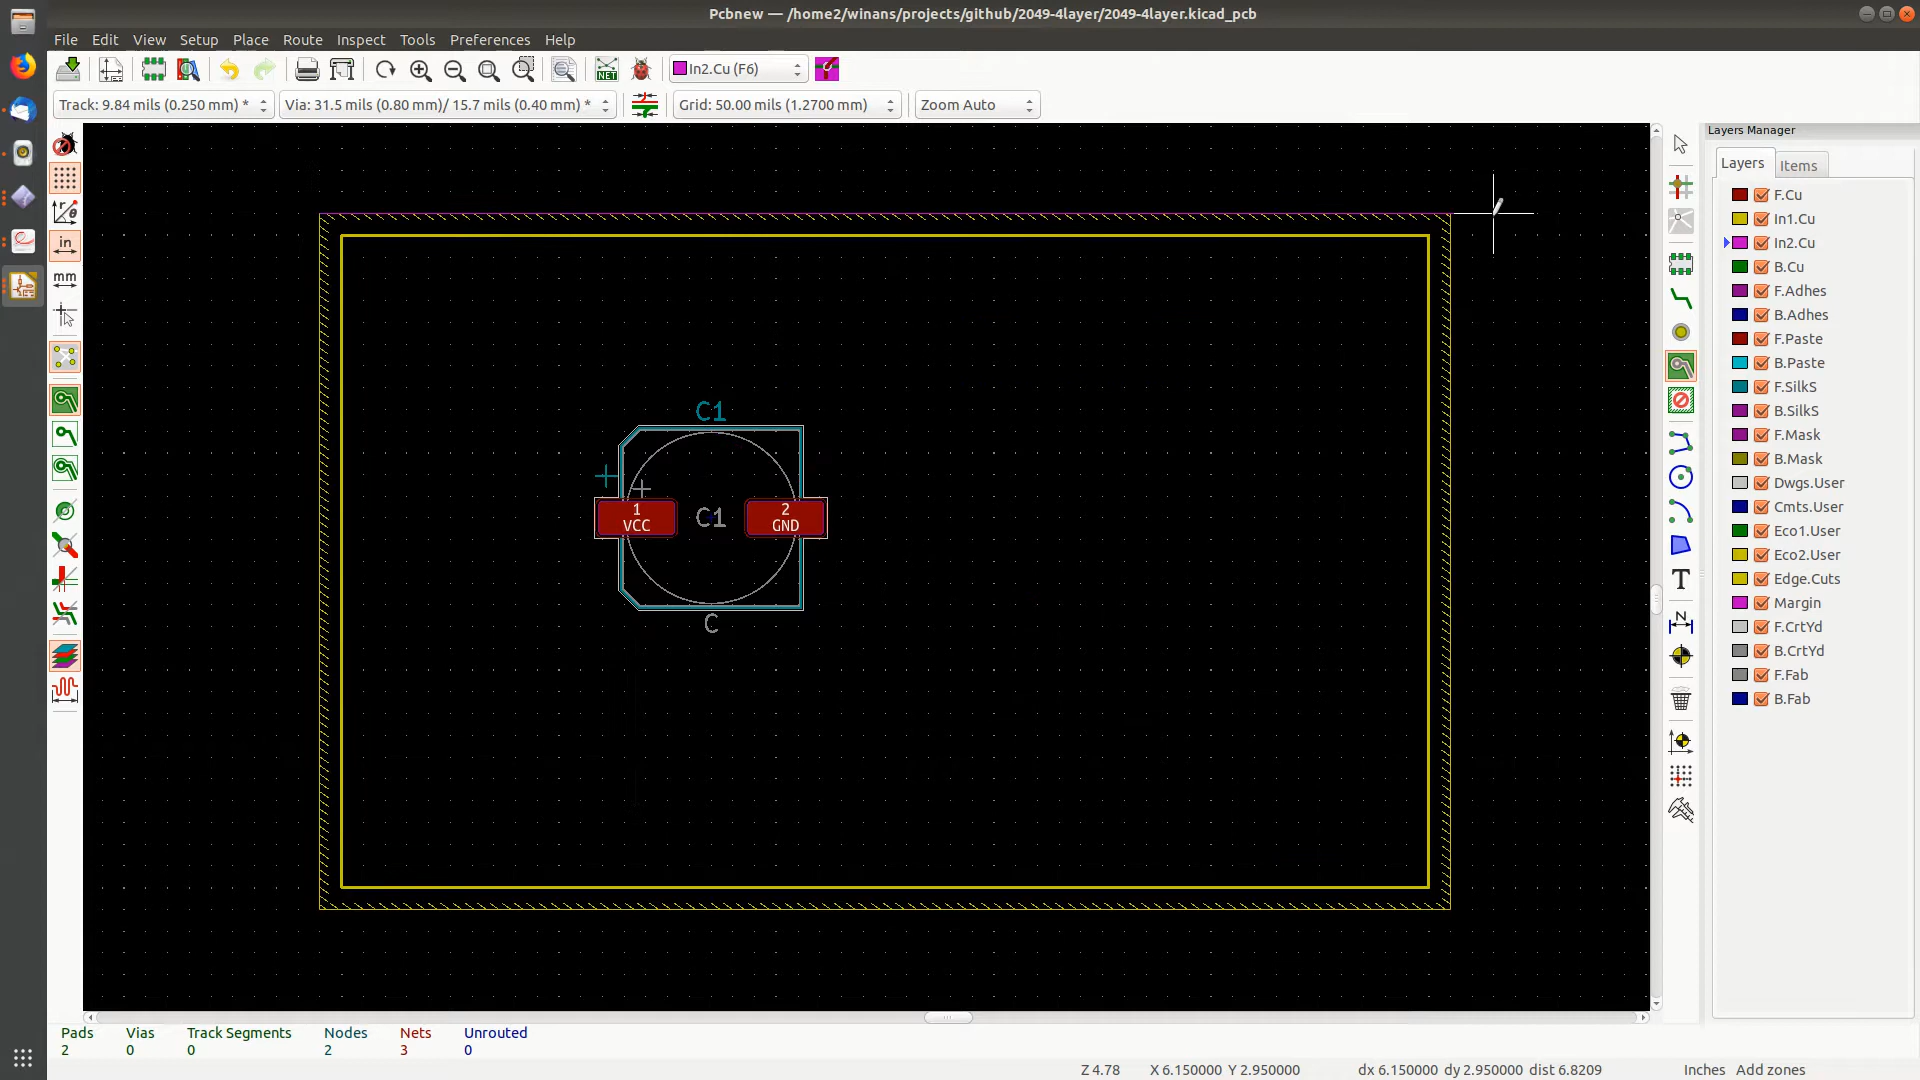 Pcbnew — /home2/winans/projects/github/2049-4layer/2049-4layer.kicad_pcb
File Edit View Setup Place Route Inspect Tools Preferences Help
NET
In2.Cu (F6)
Track: 9.84 mils (0.250 mm) *
Via: 31.5 mils (0.80 mm)/ 15.7 mils (0.40 mm) *
Grid: 50.00 mils (1.2700 mm)
Zoom Auto
in
mm
C1
1
VCC
C1
2
GND
C
Layers Manager
Layers Items
F.Cu
In1.Cu
In2.Cu
B.Cu
F.Adhes
B.Adhes
F.Paste
B.Paste
F.SilkS
B.SilkS
F.Mask
B.Mask
Dwgs.User
Cmts.User
Eco1.User
Eco2.User
Edge.Cuts
Margin
F.CrtYd
B.CrtYd
F.Fab
B.Fab
Pads Vias Track Segments Nodes Nets Unrouted
2 0 0 2 3 0
Z 4.78 X 6.150000 Y 2.950000 dx 6.150000 dy 2.950000 dist 6.8209 Inches Add zones